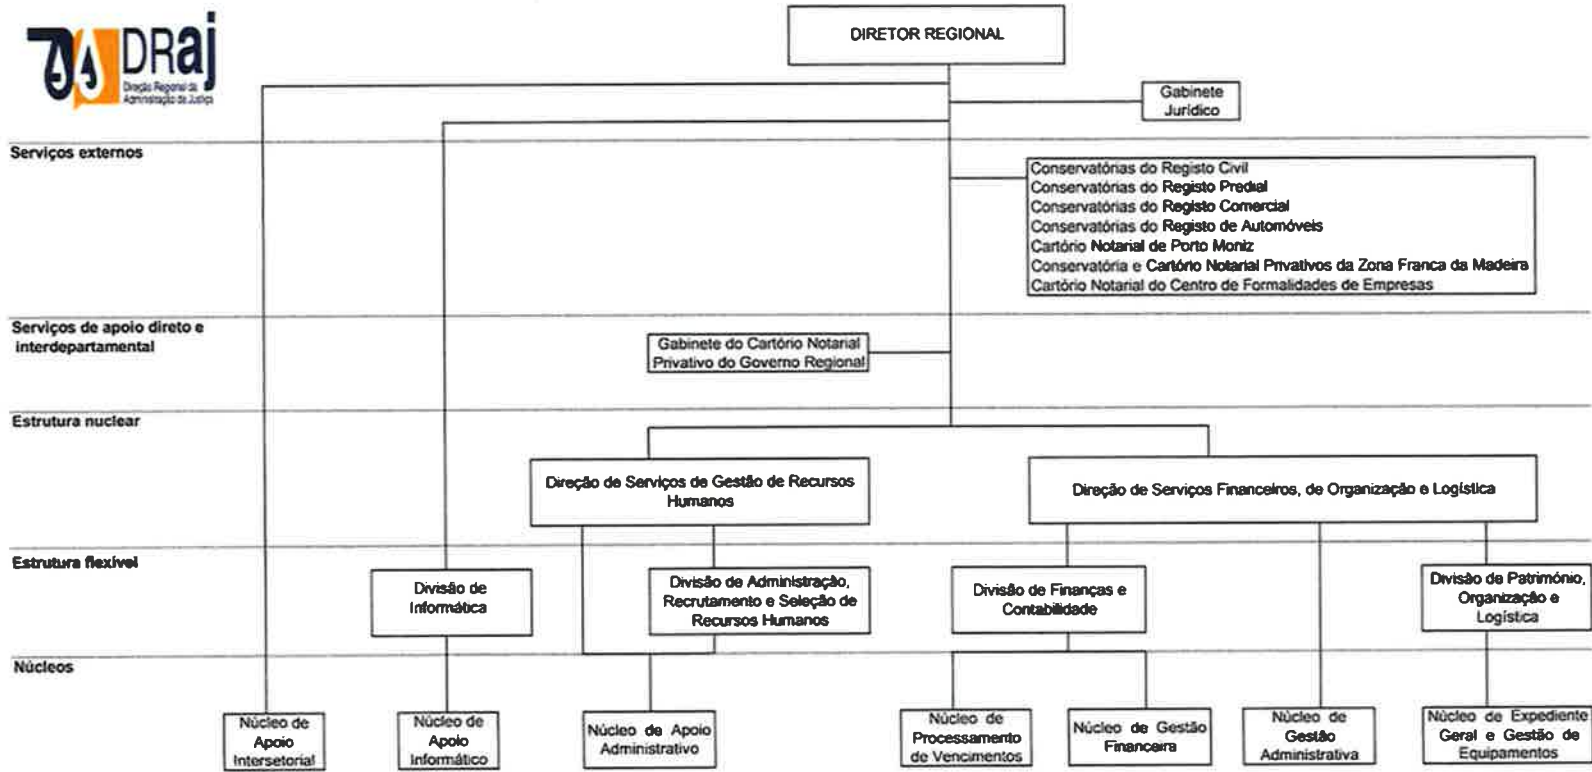 DIRETOR REGIONAL
DRaj
Direção Regional da
Administração da Justiça
Gabinete
Jurídico
Serviços externos
Conservatórias do Registo Civil
Conservatórias do Registo Predial
Conservatórias do Registo Comercial
Conservatórias do Registo de Automóveis
Cartório Notarial de Porto Moniz
Conservatória e Cartório Notarial Privativos da Zona Franca da Madeira
Cartório Notarial do Centro de Formalidades de Empresas
Serviços de apoio direto e
interdepartamental
Gabinete do Cartório Notarial
Privativo do Governo Regional
Estrutura nuclear
Direção de Serviços de Gestão de Recursos
Humanos
Direção de Serviços Financeiros, de Organização e Logística
Estrutura flexível
Divisão de
Informática
Divisão de Administração,
Recrutamento e Seleção de
Recursos Humanos
Divisão de Finanças e
Contabilidade
Divisão de Património,
Organização e
Logística
Núcleos
Núcleo de
Apoio
Intersetorial
Núcleo de
Apoio
Informático
Núcleo de Apoio
Administrativo
Núcleo de
Processamento
de Vencimentos
Núcleo de Gestão
Financeira
Núcleo de
Gestão
Administrativa
Núcleo de Expediente
Geral e Gestão de
Equipamentos